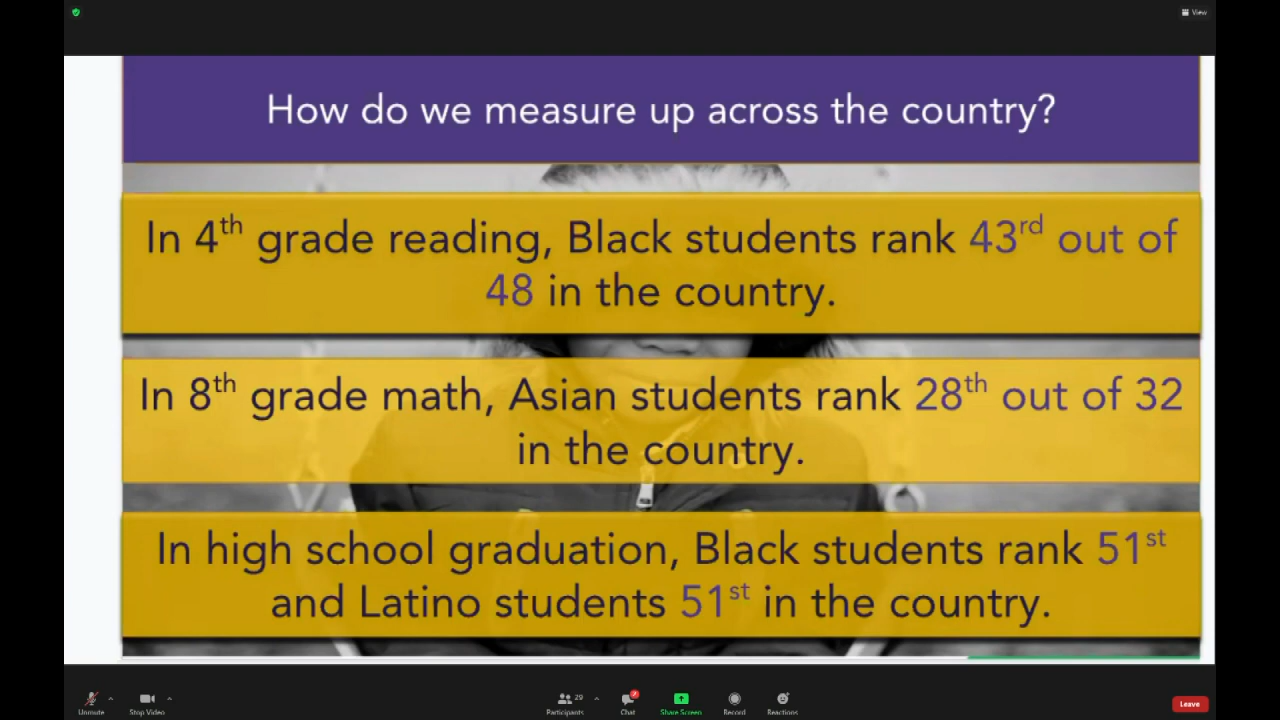 View
How do we measure up across the country?
In 4th grade reading, Black students rank 43rd out of
48 in the country.
In 8th grade math, Asian students rank 28th out of 32
in the country.
In high school graduation, Black students rank 51st
and Latino students 51st in the country.
Unmute Stop Video 29 Participants 2 Chat Share Screen Record Reactions Leave